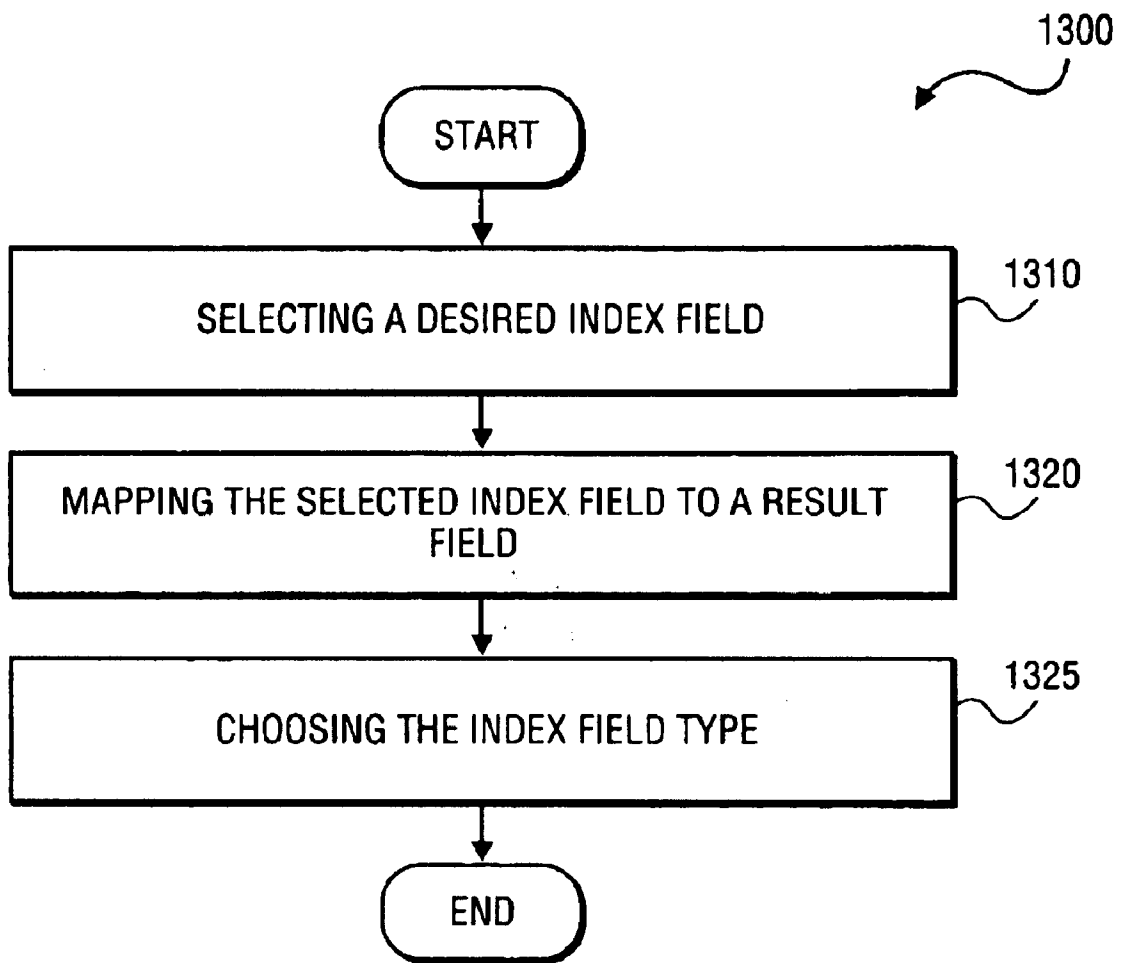 1300
START
SELECTING A DESIRED INDEX FIELD
1310
MAPPING THE SELECTED INDEX FIELD TO A RESULT
FIELD
1320
CHOOSING THE INDEX FIELD TYPE
1325
END